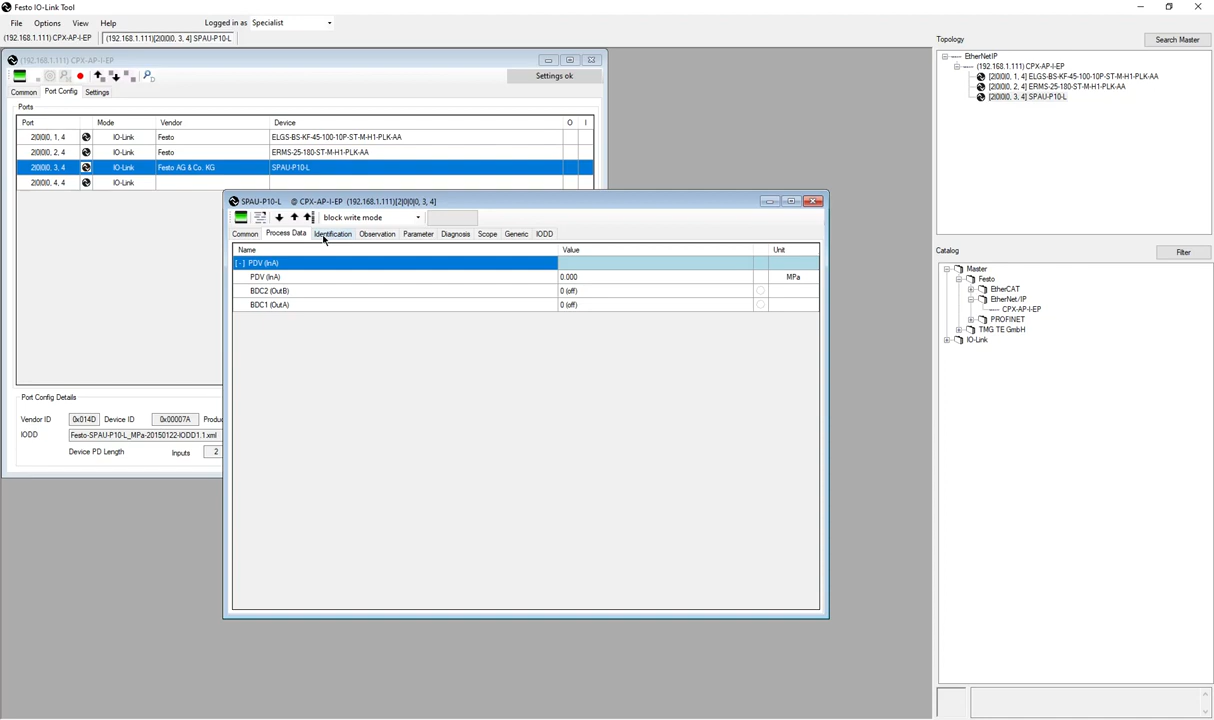 Festo IO-Link Tool
File Options View Help Logged in as Specialist
(192.168.1.111) CPX-AP-I-EP (192.168.1.111)[2|0|0|0, 3, 4] SPAU-P10-L
(192.168.1.111) CPX-AP-I-EP
Settings ok
Common Port Config Settings
Ports
Port Mode Vendor Device O I
2|0|0|0, 1, 4 IO-Link Festo ELGS-BS-KF-45-100-10P-ST-M-H1-PLK-AA
2|0|0|0, 2, 4 IO-Link Festo ERMS-25-180-ST-M-H1-PLK-AA
2|0|0|0, 3, 4 IO-Link Festo AG & Co. KG SPAU-P10-L
2|0|0|0, 4, 4 IO-Link
Port Config Details
Vendor ID 0x014D Device ID 0x00007A Produc
IODD Festo-SPAU-P10-L_MPa-20150122-IODD1.1.xml
Device PD Length Inputs 2
SPAU-P10-L @ CPX-AP-I-EP (192.168.1.111)[2|0|0|0, 3, 4]
block write mode
Common Process Data Identification Observation Parameter Diagnosis Scope Generic IODD
Name Value Unit
[-] PDV (InA)
PDV (InA) 0.000 MPa
BDC2 (OutB) 0 (off)
BDC1 (OutA) 0 (off)
Topology Search Master
EtherNetIP
(192.168.1.111) CPX-AP-I-EP
[2|0|0|0, 1, 4] ELGS-BS-KF-45-100-10P-ST-M-H1-PLK-AA
[2|0|0|0, 2, 4] ERMS-25-180-ST-M-H1-PLK-AA
[2|0|0|0, 3, 4] SPAU-P10-L
Catalog Filter
Master
Festo
EtherCAT
EtherNet/IP
CPX-AP-I-EP
PROFINET
TMG TE GmbH
IO-Link